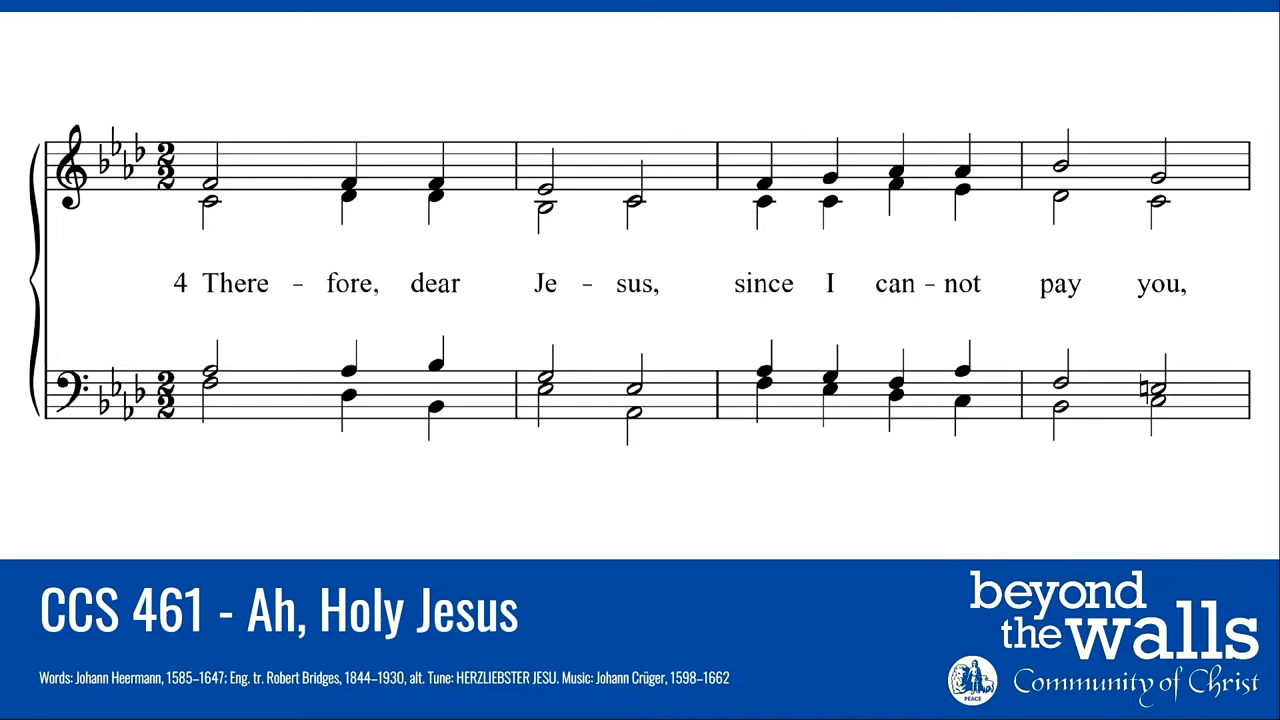 4 There - fore, dear Je - sus, since I can - not pay you,
CCS 461 - Ah, Holy Jesus
Words: Johann Heermann, 1585–1647; Eng. tr. Robert Bridges, 1844–1930, alt. Tune: HERZLIEBSTER JESU. Music: Johann Crüger, 1598–1662
beyond
the walls
PEACE
Community of Christ